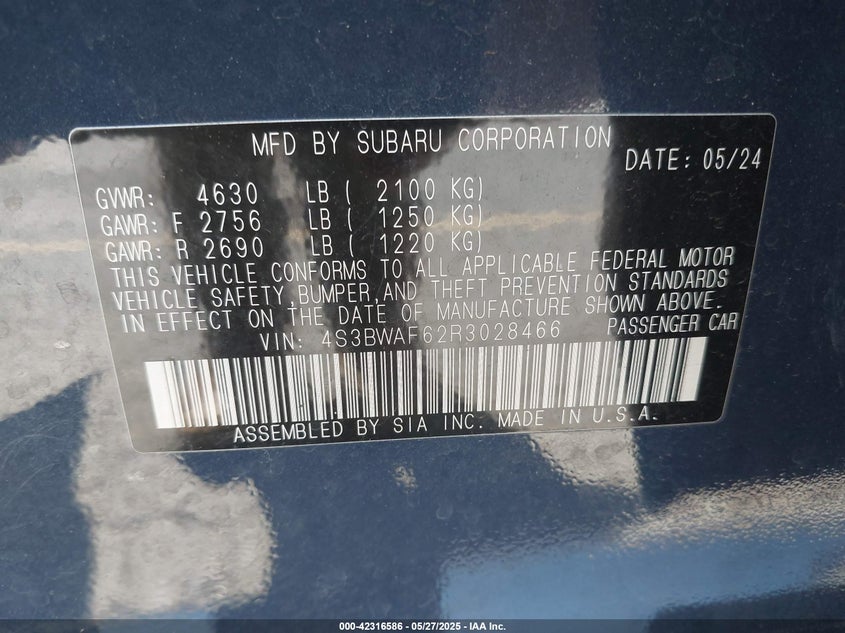 MFD BY SUBARU CORPORATION
DATE: 05/24
GVWR: 4630 LB ( 2100 KG)
GAWR: F 2756 LB ( 1250 KG)
GAWR: R 2690 LB ( 1220 KG)
THIS VEHICLE CONFORMS TO ALL APPLICABLE FEDERAL MOTOR
VEHICLE SAFETY,BUMPER,AND THEFT PREVENTION STANDARDS
IN EFFECT ON THE DATE OF MANUFACTURE SHOWN ABOVE.
VIN: 4S3BWAF62R3028466 PASSENGER CAR
ASSEMBLED BY SIA INC. MADE IN U.S.A.
000-42316586 - 05/27/2025 - IAA Inc.